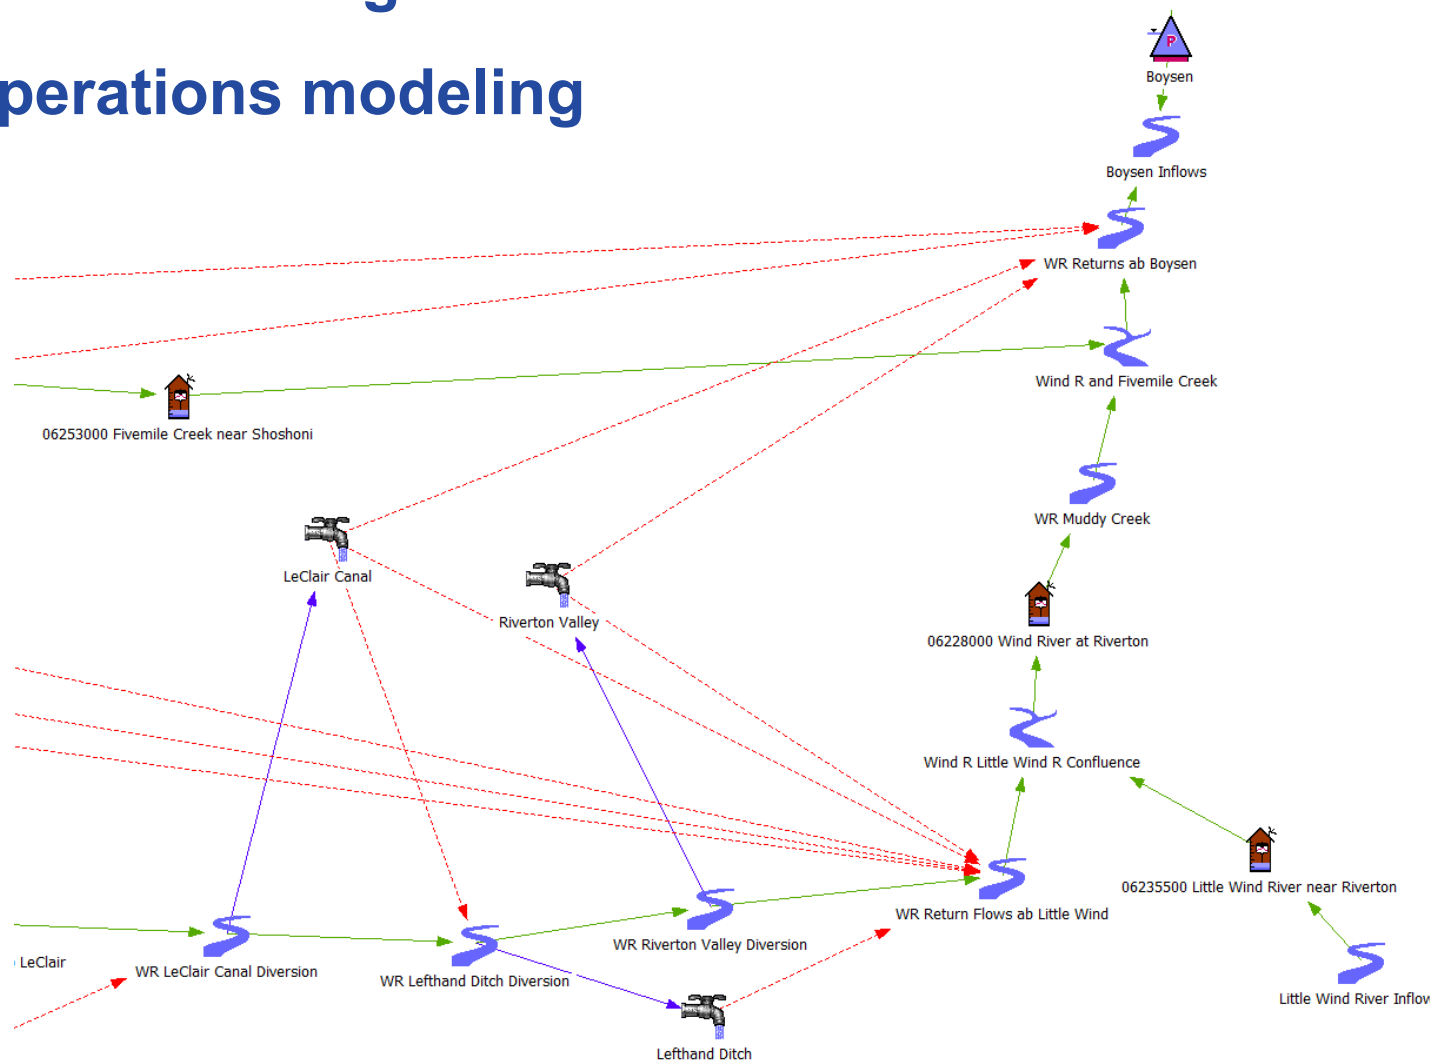 perations modeling
P
Boysen
Boysen Inflows
WR Returns ab Boysen
Wind R and Fivemile Creek
06253000 Fivemile Creek near Shoshoni
WR Muddy Creek
LeClair Canal
Riverton Valley
06228000 Wind River at Riverton
Wind R Little Wind R Confluence
06235500 Little Wind River near Riverton
WR Return Flows ab Little Wind
WR Riverton Valley Diversion
LeClair
WR LeClair Canal Diversion
WR Lefthand Ditch Diversion
Little Wind River Inflow
Lefthand Ditch